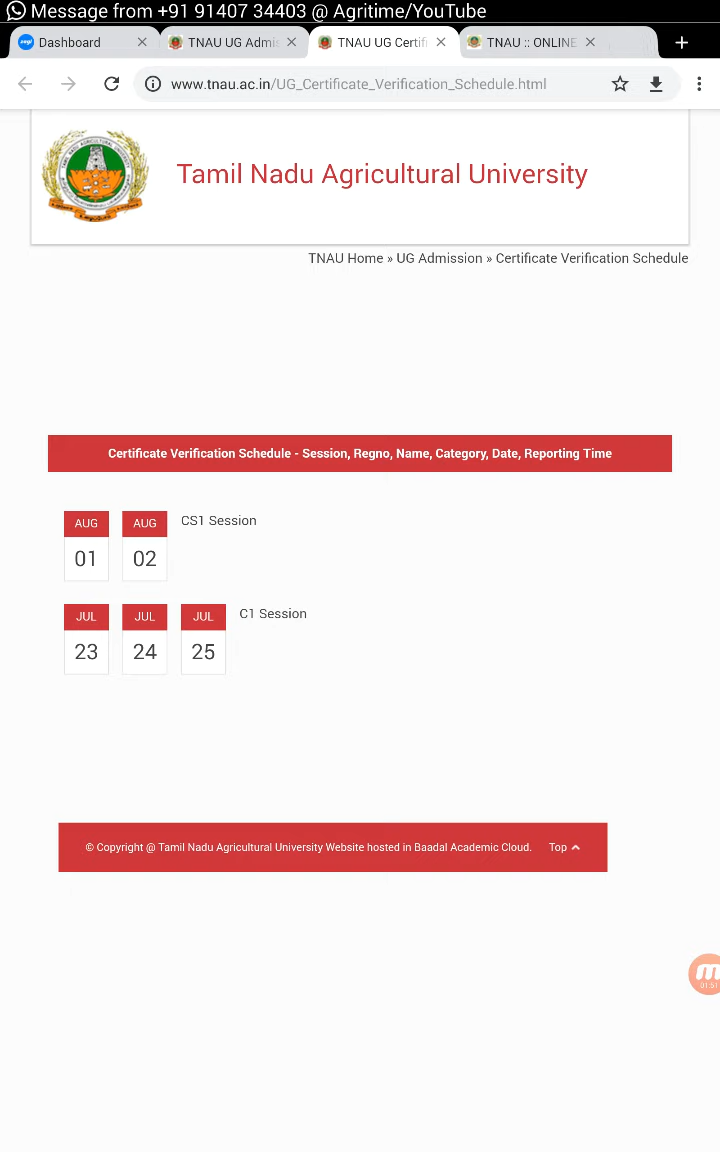 Message from +91 91407 34403 @ Agritime/YouTube
Dashboard
TNAU UG Admis
TNAU UG Certifi
TNAU :: ONLINE
www.tnau.ac.in/UG_Certificate_Verification_Schedule.html
Tamil Nadu Agricultural University
TNAU Home » UG Admission » Certificate Verification Schedule
Certificate Verification Schedule - Session, Regno, Name, Category, Date, Reporting Time
AUG AUG CS1 Session
01 02
JUL JUL JUL C1 Session
23 24 25
© Copyright @ Tamil Nadu Agricultural University Website hosted in Baadal Academic Cloud. Top
01:51